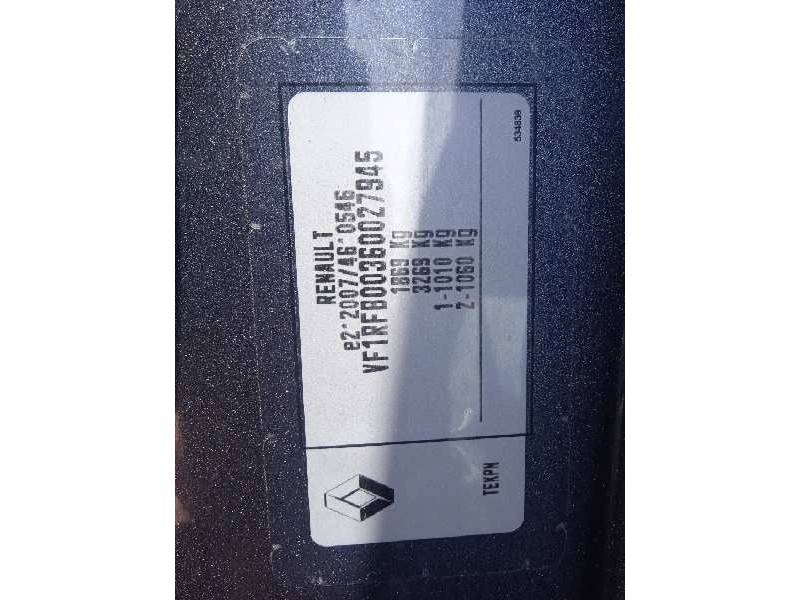 RENAULT
e2*2007/46*0546
VF1RFB00360027945
1869 Kg
3269 Kg
1-1010 Kg
2-1060 Kg
534839
TEKPN